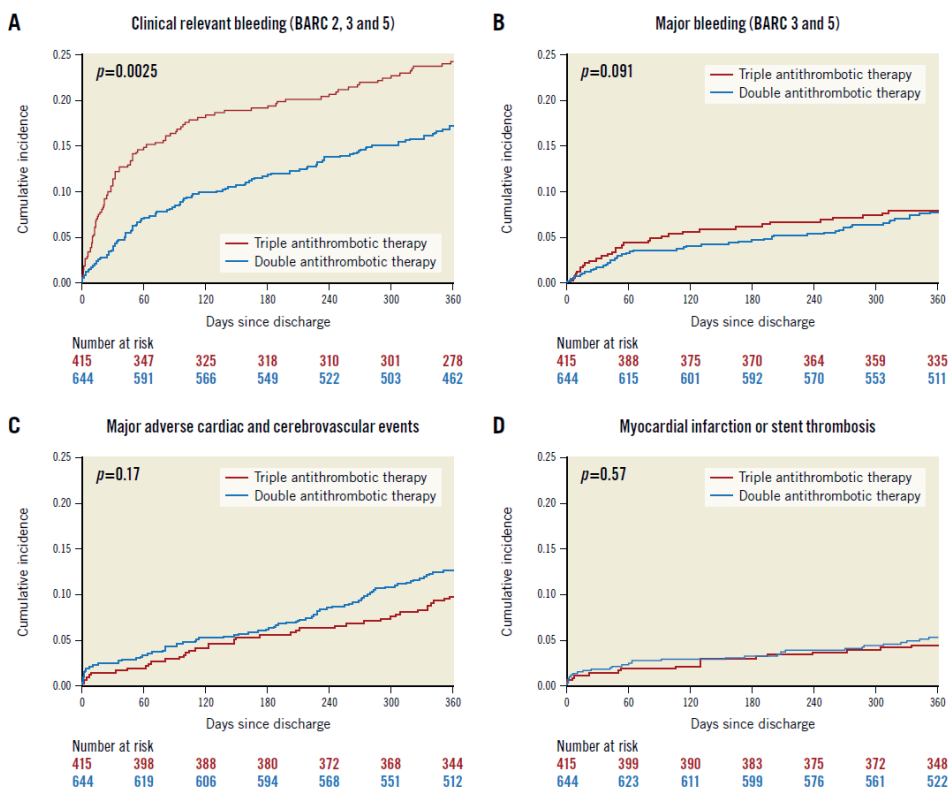 A
Clinical relevant bleeding (BARC 2, 3 and 5)
p=0.0025
Cumulative incidence
0.25
0.20
0.15
0.10
0.05
0.00
Triple antithrombotic therapy
Double antithrombotic therapy
0 60 120 180 240 300 360
Days since discharge
Number at risk
415 347 325 318 310 301 278
644 591 566 549 522 503 462
B
Major bleeding (BARC 3 and 5)
p=0.091
Cumulative incidence
0.25
0.20
0.15
0.10
0.05
0.00
Triple antithrombotic therapy
Double antithrombotic therapy
0 60 120 180 240 300 360
Days since discharge
Number at risk
415 388 375 370 364 359 335
644 615 601 592 570 553 511
C
Major adverse cardiac and cerebrovascular events
p=0.17
Cumulative incidence
0.25
0.20
0.15
0.10
0.05
0.00
Triple antithrombotic therapy
Double antithrombotic therapy
0 60 120 180 240 300 360
Days since discharge
Number at risk
415 398 388 380 372 368 344
644 619 606 594 568 551 512
D
Myocardial infarction or stent thrombosis
p=0.57
Cumulative incidence
0.25
0.20
0.15
0.10
0.05
0.00
Triple antithrombotic therapy
Double antithrombotic therapy
0 60 120 180 240 300 360
Days since discharge
Number at risk
415 399 390 383 375 372 348
644 623 611 599 576 561 522